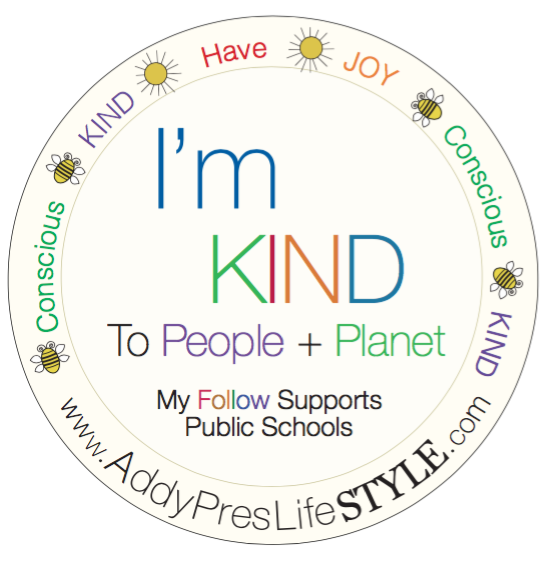 Conscious KIND Have JOY Conscious KIND
I'm
KIND
To People + Planet
My Follow Supports
Public Schools
www.AddyPresLifeSTYLE.com